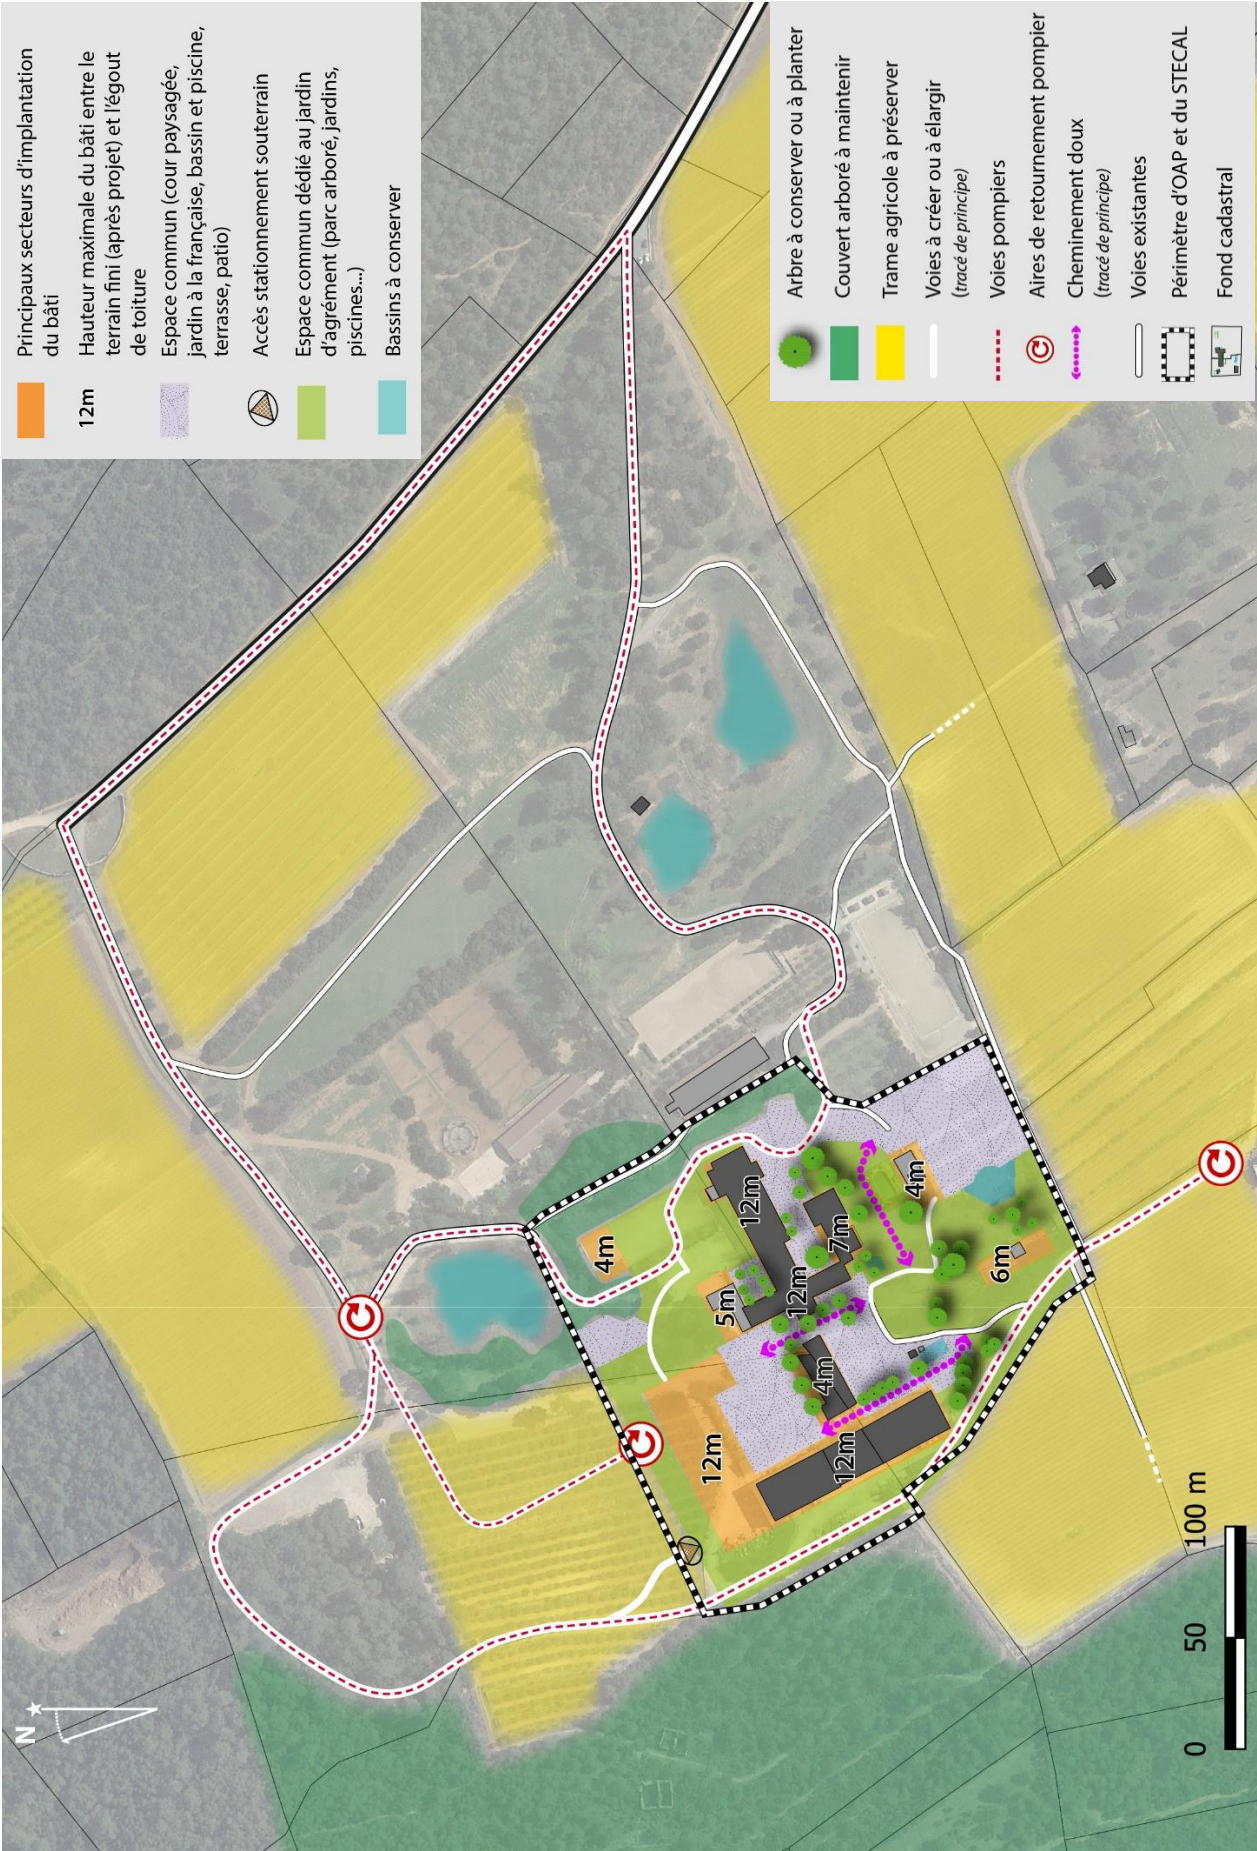 Principaux secteurs d'implantation
du bâti
12m
Hauteur maximale du bâti entre le
terrain fini (après projet) et l'égout
de toiture
Espace commun (cour paysagée,
jardin à la française, bassin et piscine,
terrasse, patio)
Accès stationnement souterrain
Espace commun dédié au jardin
d'agrément (parc arboré, jardins,
piscines...)
Bassins à conserver
Arbre à conserver ou à planter
Couvert arboré à maintenir
Trame agricole à préserver
Voies à créer ou à élargir
(tracé de principe)
Voies pompiers
Aires de retournement pompier
Cheminement doux
(tracé de principe)
Voies existantes
Périmètre d'OAP et du STECAL
Fond cadastral
N
4m
12m
5m
12m
7m
4m
12m
4m
12m
6m
0 50 100 m